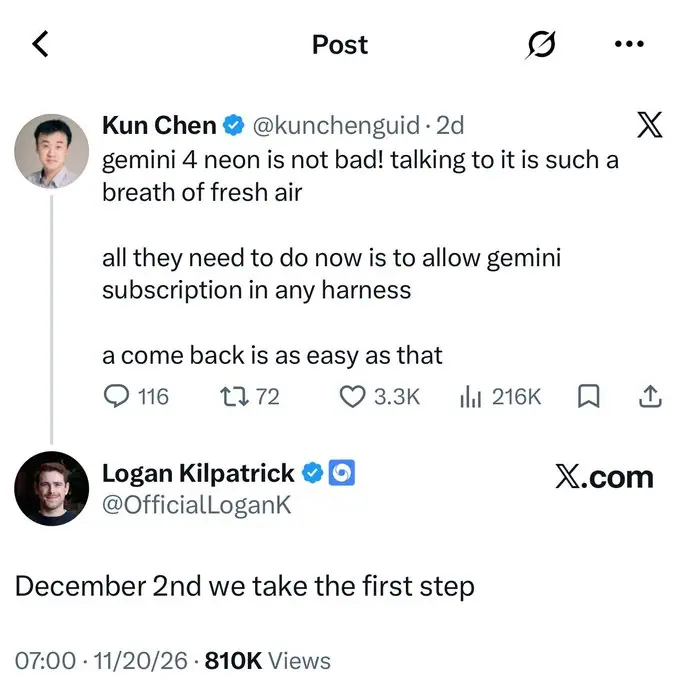 Post
Kun Chen @kunchenguid · 2d
gemini 4 neon is not bad! talking to it is such a
breath of fresh air
all they need to do now is to allow gemini
subscription in any harness
a come back is as easy as that
116 72 3.3K 216K
Logan Kilpatrick
X.com
@OfficialLoganK
December 2nd we take the first step
07:00 · 11/20/26 · 810K Views